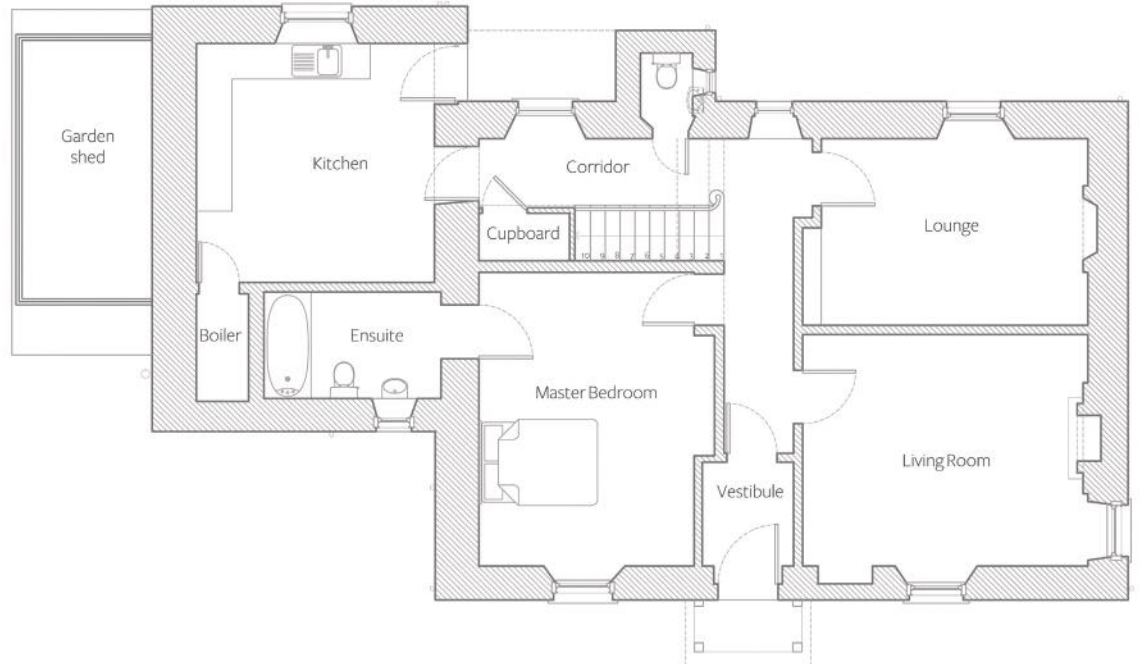 Garden
shed
Kitchen
Corridor
Cupboard
Lounge
Boiler
Ensuite
Master Bedroom
Living Room
Vestibule